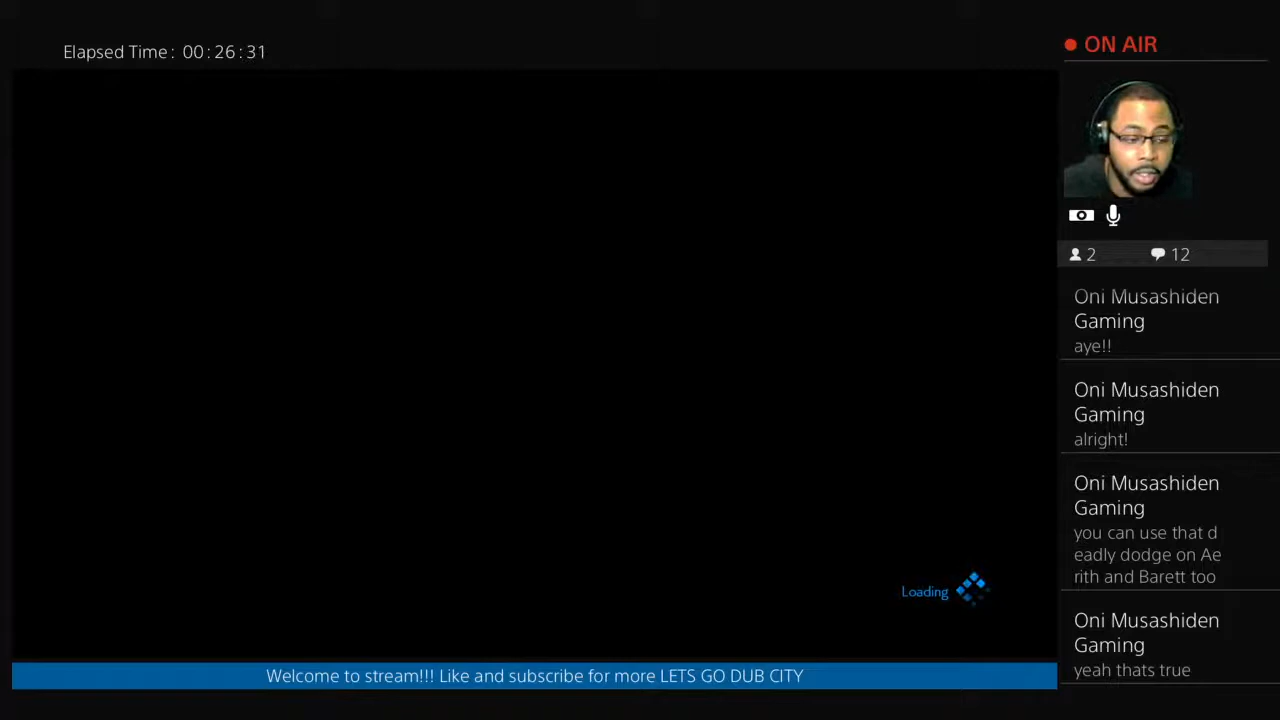 Elapsed Time: 00:26:31
ON AIR
2 12
Oni Musashiden
Gaming
aye!!
Oni Musashiden
Gaming
alright!
Oni Musashiden
Gaming
you can use that d
eadly dodge on Ae
rith and Barett too
Oni Musashiden
Gaming
yeah thats true
Loading
Welcome to stream!!! Like and subscribe for more LETS GO DUB CITY